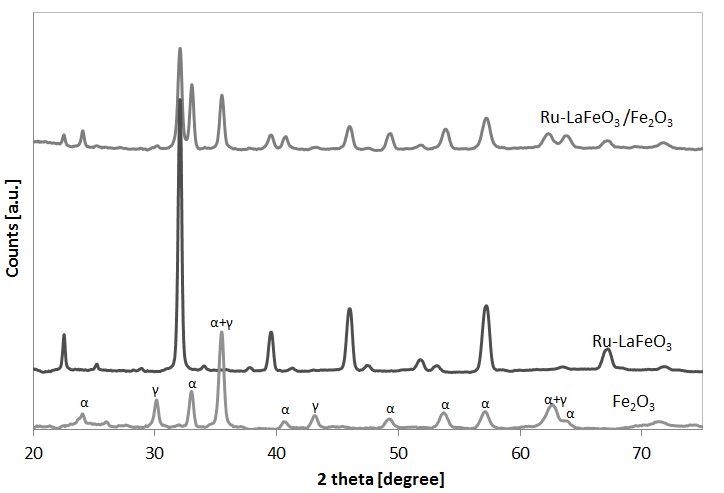 Ru-LaFeO₃/Fe₂O₃
Counts [a.u.]
α+γ
Ru-LaFeO₃
α
γ
α
α
γ
α
α
α
α+γ
α
Fe₂O₃
20
30
40
50
60
70
2 theta [degree]